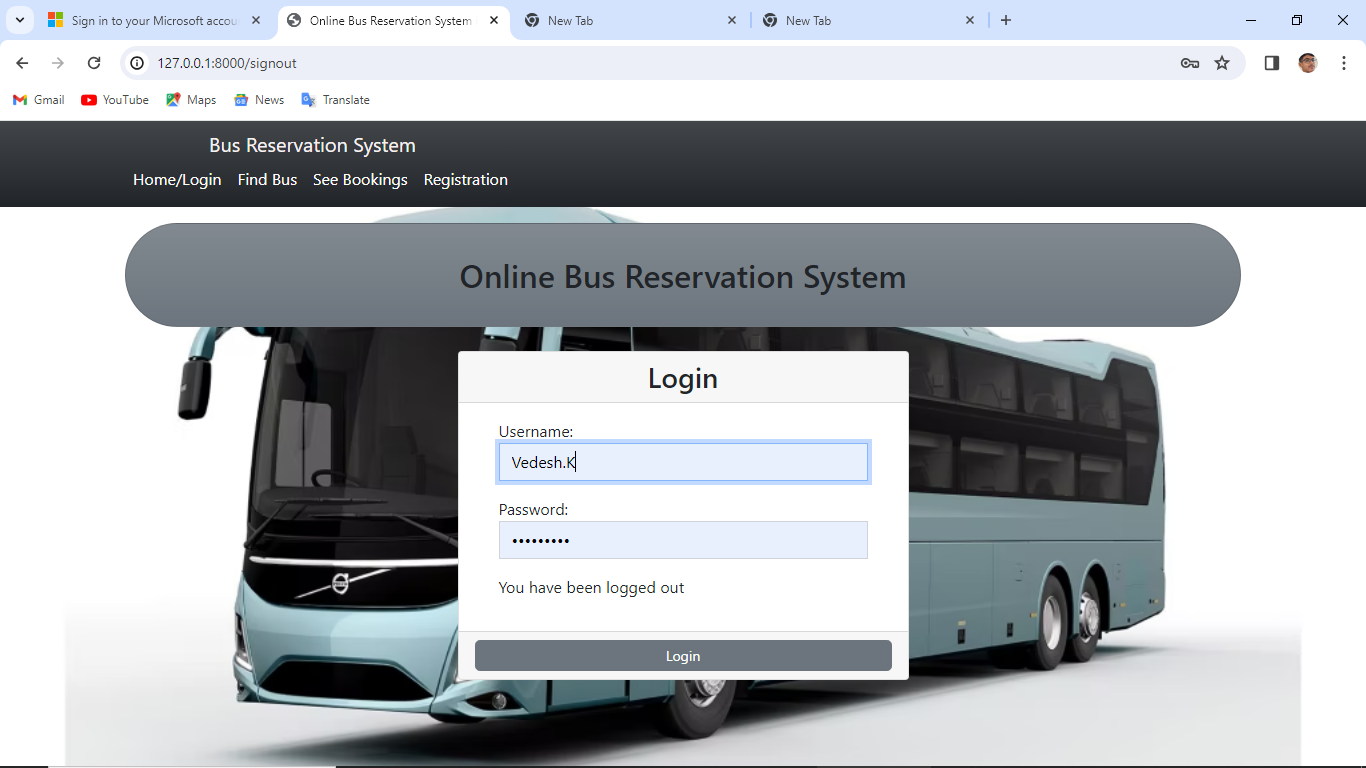 Sign in to your Microsoft accou
Online Bus Reservation System
New Tab
New Tab
127.0.0.1:8000/signout
Gmail YouTube Maps News Translate
Bus Reservation System
Home/Login Find Bus See Bookings Registration
Online Bus Reservation System
Login
Username:
Vedesh.K
Password:
•••••••••
You have been logged out
Login